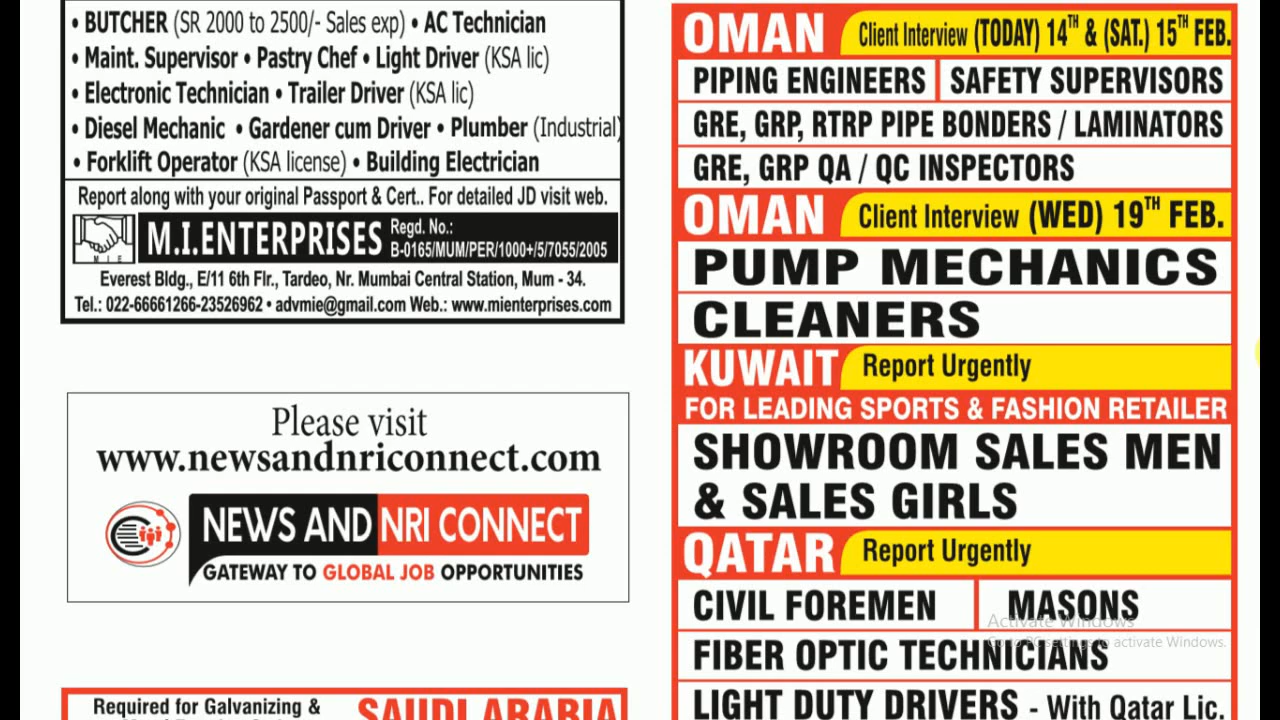 • BUTCHER (SR 2000 to 2500/- Sales exp) • AC Technician
• Maint. Supervisor • Pastry Chef • Light Driver (KSA lic)
• Electronic Technician • Trailer Driver (KSA lic)
• Diesel Mechanic • Gardener cum Driver • Plumber (Industrial)
• Forklift Operator (KSA license) • Building Electrician
Report along with your original Passport & Cert.. For detailed JD visit web.
M I E
M.I.ENTERPRISES
Regd. No.:
B-0165/MUM/PER/1000+/5/7055/2005
Everest Bldg., E/11 6th Flr., Tardeo, Nr. Mumbai Central Station, Mum - 34.
Tel.: 022-66661266-23526962 • advmie@gmail.com Web.: www.mienterprises.com
Please visit
www.newsandnriconnect.com
NEWS AND NRI CONNECT
GATEWAY TO GLOBAL JOB OPPORTUNITIES
Required for Galvanizing &
SAUDI ARABIA
OMAN Client Interview (TODAY) 14TH & (SAT.) 15TH FEB.
PIPING ENGINEERS SAFETY SUPERVISORS
GRE, GRP, RTRP PIPE BONDERS / LAMINATORS
GRE, GRP QA / QC INSPECTORS
OMAN Client Interview (WED) 19TH FEB.
PUMP MECHANICS
CLEANERS
KUWAIT Report Urgently
FOR LEADING SPORTS & FASHION RETAILER
SHOWROOM SALES MEN
& SALES GIRLS
QATAR Report Urgently
CIVIL FOREMEN MASONS
FIBER OPTIC TECHNICIANS
LIGHT DUTY DRIVERS - With Qatar Lic.
Activate Windows
Go to PC settings to activate Windows.